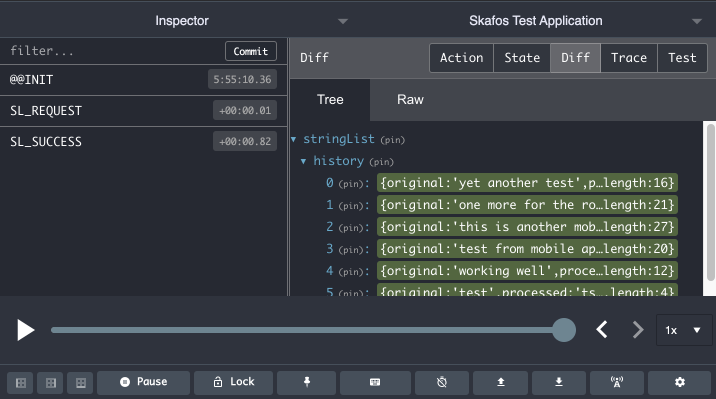 Inspector
Skafos Test Application
filter...
Commit
Diff
Action
State
Diff
Trace
Test
@@INIT
5:55:10.36
SL_REQUEST
+00:00.01
SL_SUCCESS
+00:00.82
Tree
Raw
stringList (pin)
history (pin)
0 (pin): {original:'yet another test',p…length:16}
1 (pin): {original:'one more for the ro…length:21}
2 (pin): {original:'this is another mob…length:27}
3 (pin): {original:'test from mobile ap…length:20}
4 (pin): {original:'working well',proce…length:12}
5 (pin): {original:'test',processed:'ts…length:4}
1x
Pause
Lock